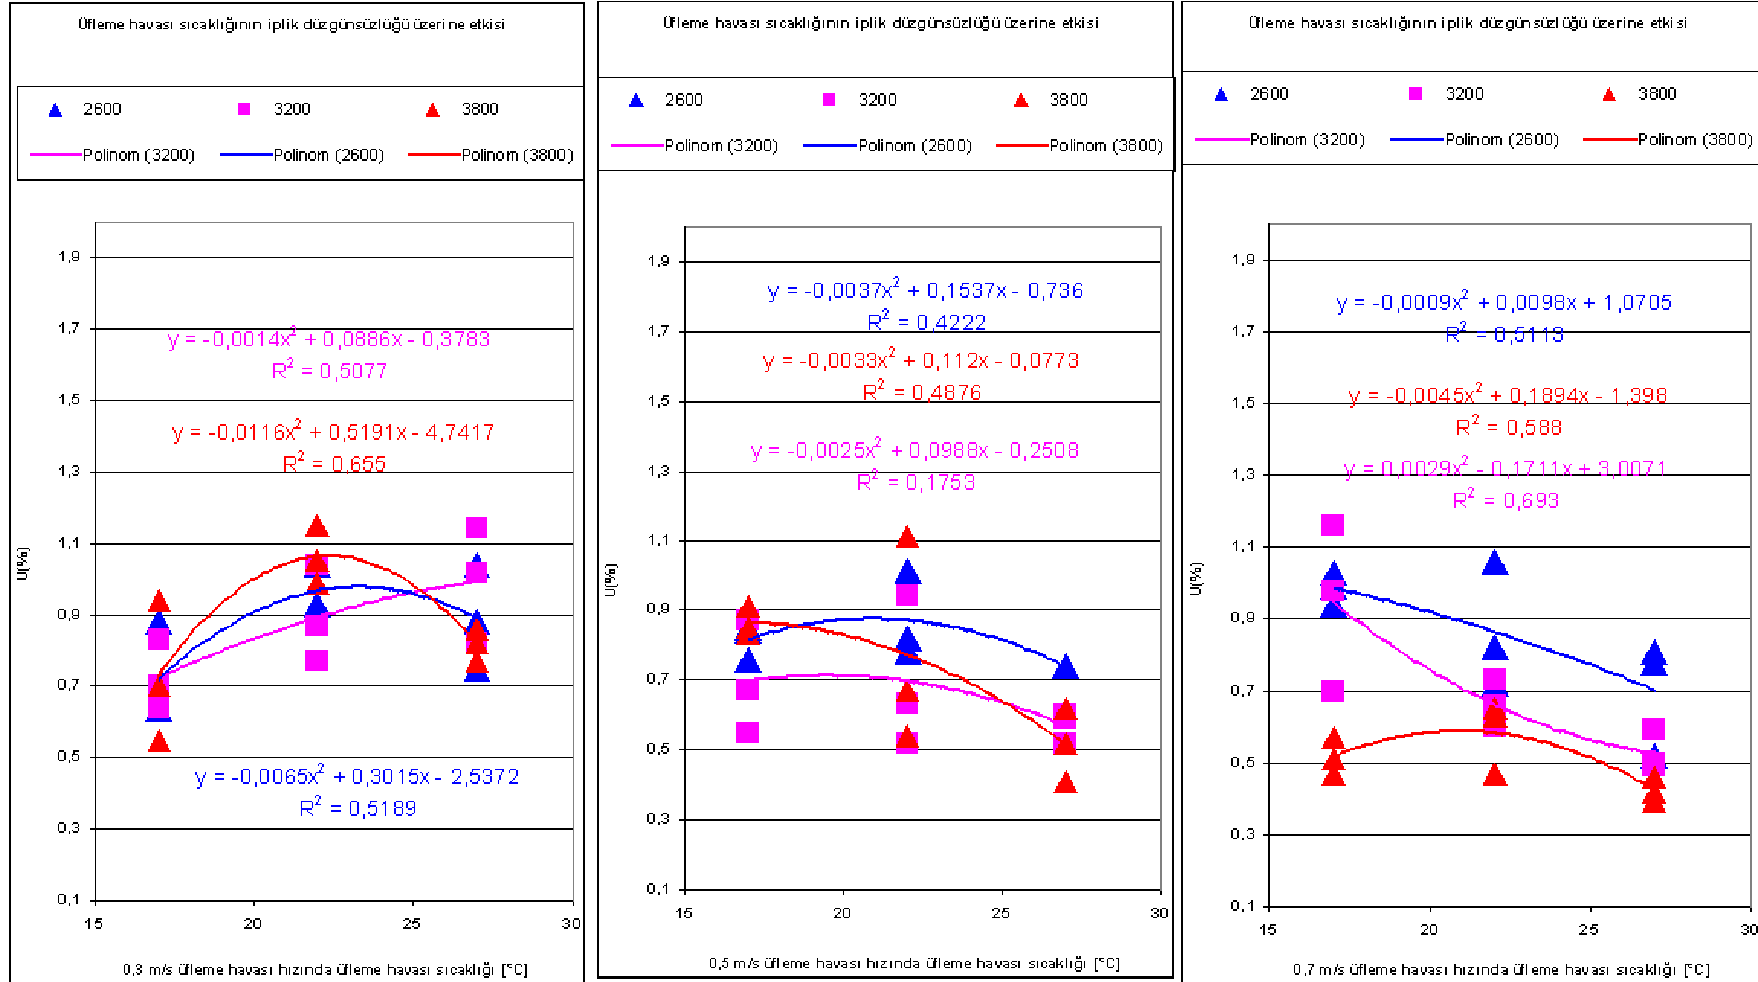 Üfleme havası sıcaklığının iplik düzgünsüzlüğü üzerine etkisi
2600 3200 3800
Polinom (3200) Polinom (2600) Polinom (3800)
1,9
1,7
y = -0,0014x² + 0,0886x - 0,3783
R² = 0,5077
1,5
y = -0,0116x² + 0,5191x - 4,7417
R² = 0,655
1,3
1,1
U(%)
0,9
0,7
0,5
y = -0,0065x² + 0,3015x - 2,5372
R² = 0,5189
0,3
0,1
15 20 25 30
0,3 m/s üfleme havası hızında üfleme havası sıcaklığı [°C]
Üfleme havası sıcaklığının iplik düzgünsüzlüğü üzerine etkisi
2600 3200 3800
Polinom (3200) Polinom (2600) Polinom (3800)
1,9
y = -0,0037x² + 0,1537x - 0,736
R² = 0,4222
1,7
y = -0,0033x² + 0,112x - 0,0773
R² = 0,4876
1,5
y = -0,0025x² + 0,0988x - 0,2508
R² = 0,1753
1,3
1,1
U(%)
0,9
0,7
0,5
0,3
0,1
15 20 25 30
0,5 m/s üfleme havası hızında üfleme havası sıcaklığı [°C]
Üfleme havası sıcaklığının iplik düzgünsüzlüğü üzerine etkisi
2600 3200 3800
Polinom (3200) Polinom (2600) Polinom (3800)
1,9
y = -0,0009x² + 0,0098x + 1,0705
R² = 0,5113
1,7
y = -0,0045x² + 0,1894x - 1,398
R² = 0,588
1,5
y = 0,0029x² - 0,1711x + 3,0071
R² = 0,693
1,3
1,1
U(%)
0,9
0,7
0,5
0,3
0,1
15 20 25 30
0,7 m/s üfleme havası hızında üfleme havası sıcaklığı [°C]